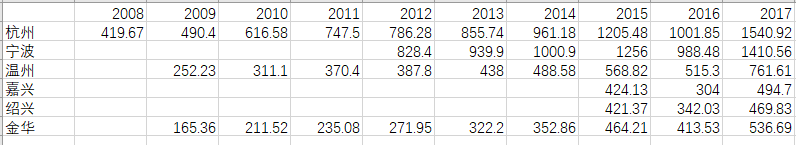 2008 2009 2010 2011 2012 2013 2014 2015 2016 2017
杭州 419.67 490.4 616.58 747.5 786.28 855.74 961.18 1205.48 1001.85 1540.92
宁波 828.4 939.9 1000.9 1256 988.48 1410.56
温州 252.23 311.1 370.4 387.8 438 488.58 568.82 515.3 761.61
嘉兴 424.13 304 494.7
绍兴 421.37 342.03 469.83
金华 165.36 211.52 235.08 271.95 322.2 352.86 464.21 413.53 536.69